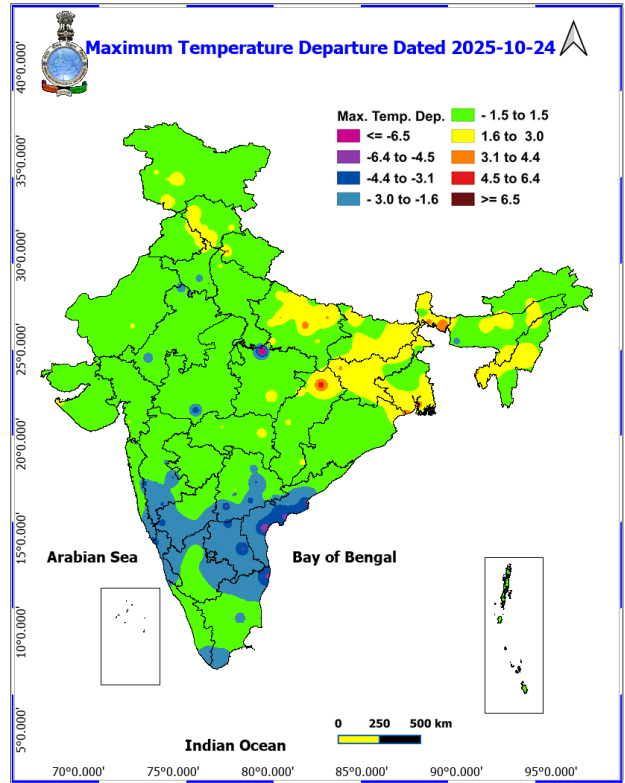 Maximum Temperature Departure Dated 2025-10-24
40°0.000'
35°0.000'
30°0.000'
25°0.000'
20°0.000'
15°0.000'
10°0.000'
5°0.000'
Max. Temp. Dep.
<= -6.5
-6.4 to -4.5
-4.4 to -3.1
- 3.0 to -1.6
- 1.5 to 1.5
1.6 to 3.0
3.1 to 4.4
4.5 to 6.4
>= 6.5
Arabian Sea
Bay of Bengal
Indian Ocean
0 250 500 km
70°0.000' 75°0.000' 80°0.000' 85°0.000' 90°0.000' 95°0.000'